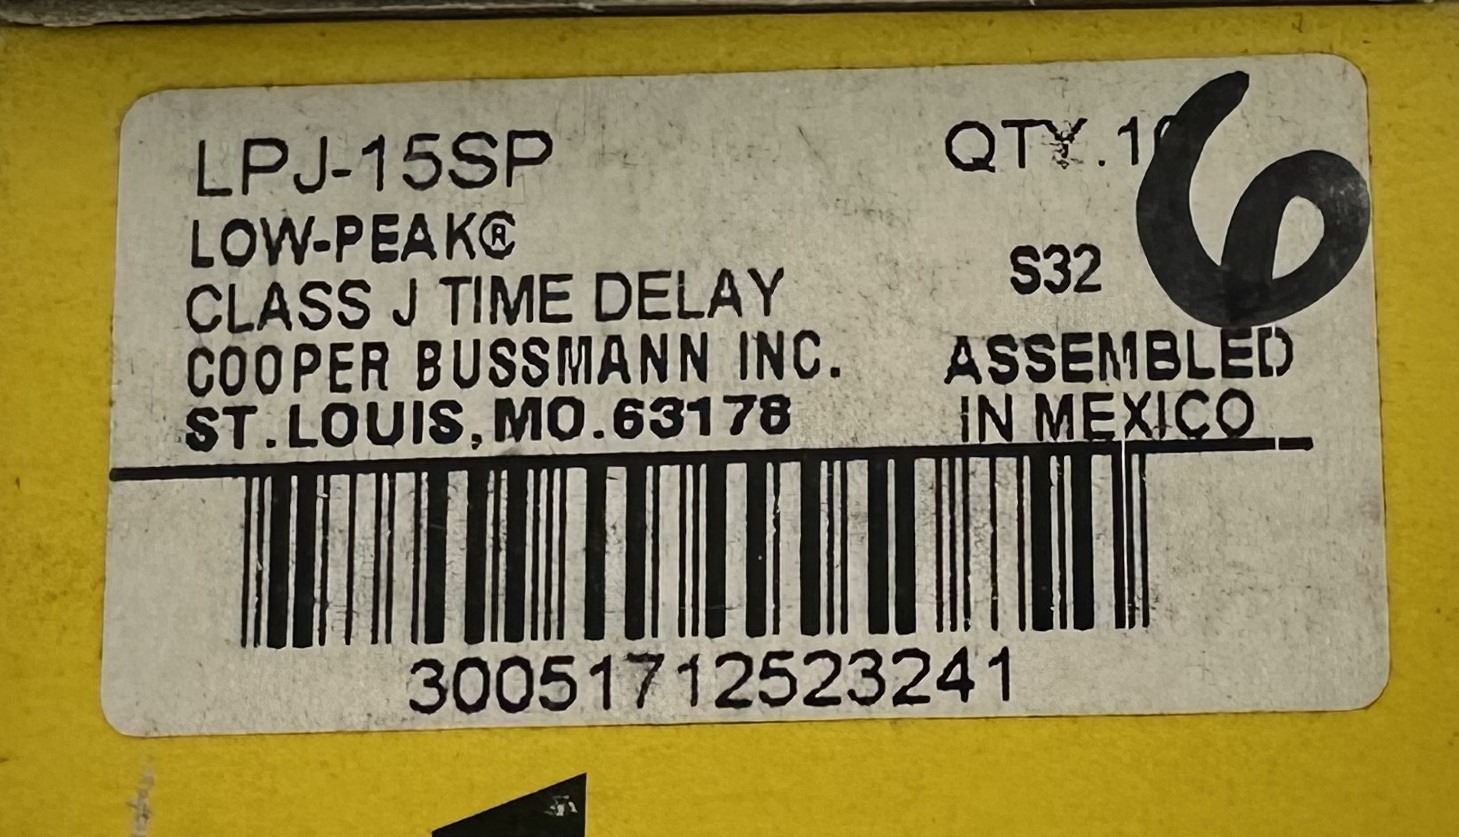 LPJ-15SP QTY.10
6
LOW-PEAK®
CLASS J TIME DELAY S32
COOPER BUSSMANN INC. ASSEMBLED
ST.LOUIS,MO.63178 IN MEXICO
30051712523241